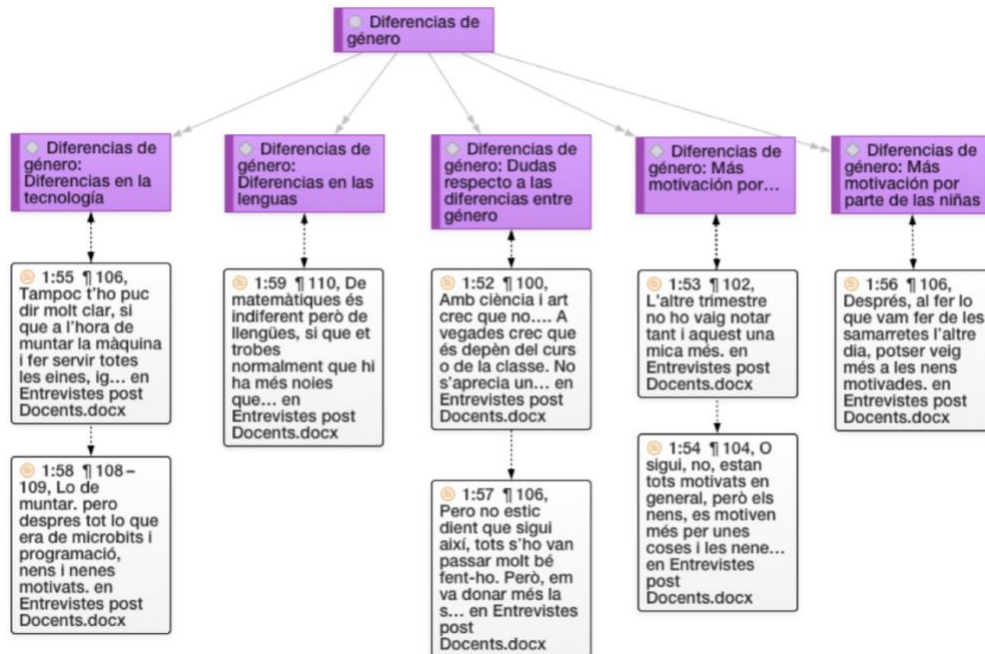 Diferencias de
género
Diferencias de
género:
Diferencias en la
tecnología
Diferencias de
género:
Diferencias en las
lenguas
Diferencias de
género: Dudas
respecto a las
diferencias entre
género
Diferencias de
género: Más
motivación por…
Diferencias de
género: Más
motivación por
parte de las niñas
1:55 ¶ 106,
Tampoc t'ho puc
dir molt clar, si
que a l'hora de
muntar la màquina
i fer servir totes
les eines, ig… en
Entrevistes post
Docents.docx
1:59 ¶ 110, De
matemàtiques és
indiferent però de
llengües, si que et
trobes
normalment que hi
ha més noies
que… en
Entrevistes post
Docents.docx
1:52 ¶ 100,
Amb ciència i art
crec que no.… A
vegades crec que
és depèn del curs
o de la classe. No
s'aprecia un… en
Entrevistes post
Docents.docx
1:53 ¶ 102,
L'altre trimestre
no ho vaig notar
tant i aquest una
mica més. en
Entrevistes post
Docents.docx
1:56 ¶ 106,
Després, al fer lo
que vam fer de les
samarretes l'altre
dia, potser veig
més a les nens
motivades. en
Entrevistes post
Docents.docx
1:58 ¶ 108 –
109, Lo de
muntar. pero
despres tot lo que
era de microbits i
programació,
nens i nenes
motivats. en
Entrevistes post
Docents.docx
1:57 ¶ 106,
Pero no estic
dient que sigui
així, tots s'ho van
passar molt bé
fent-ho. Però, em
va donar més la
s… en Entrevistes
post
Docents.docx
1:54 ¶ 104, O
sigui, no, estan
tots motivats en
general, però els
nens, es motiven
més per unes
coses i les nene…
en Entrevistes
post
Docents.docx